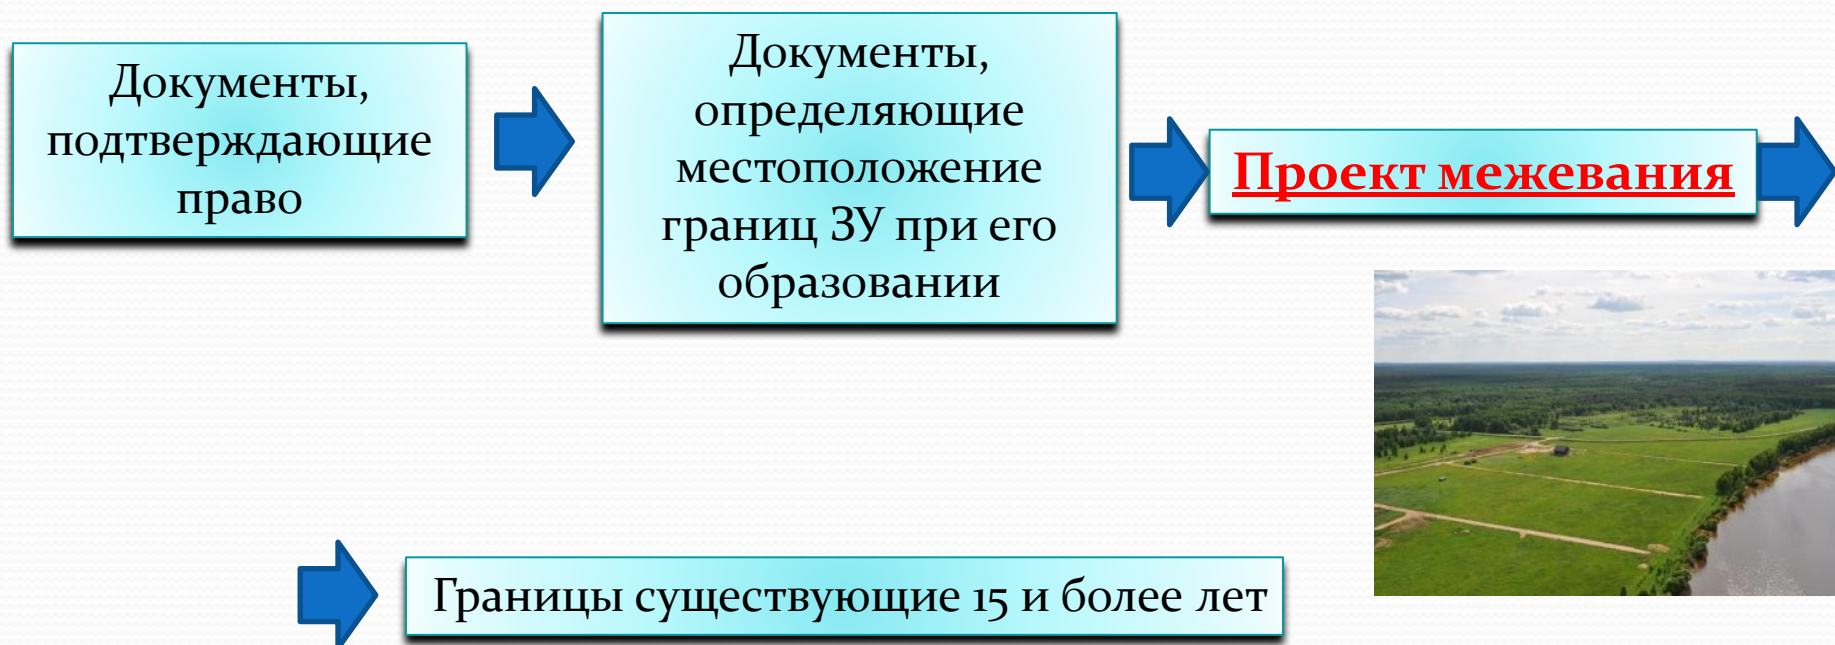 Документы,
подтверждающие
право
Документы,
определяющие
местоположение
границ ЗУ при его
образовании
Проект межевания
Границы существующие 15 и более лет